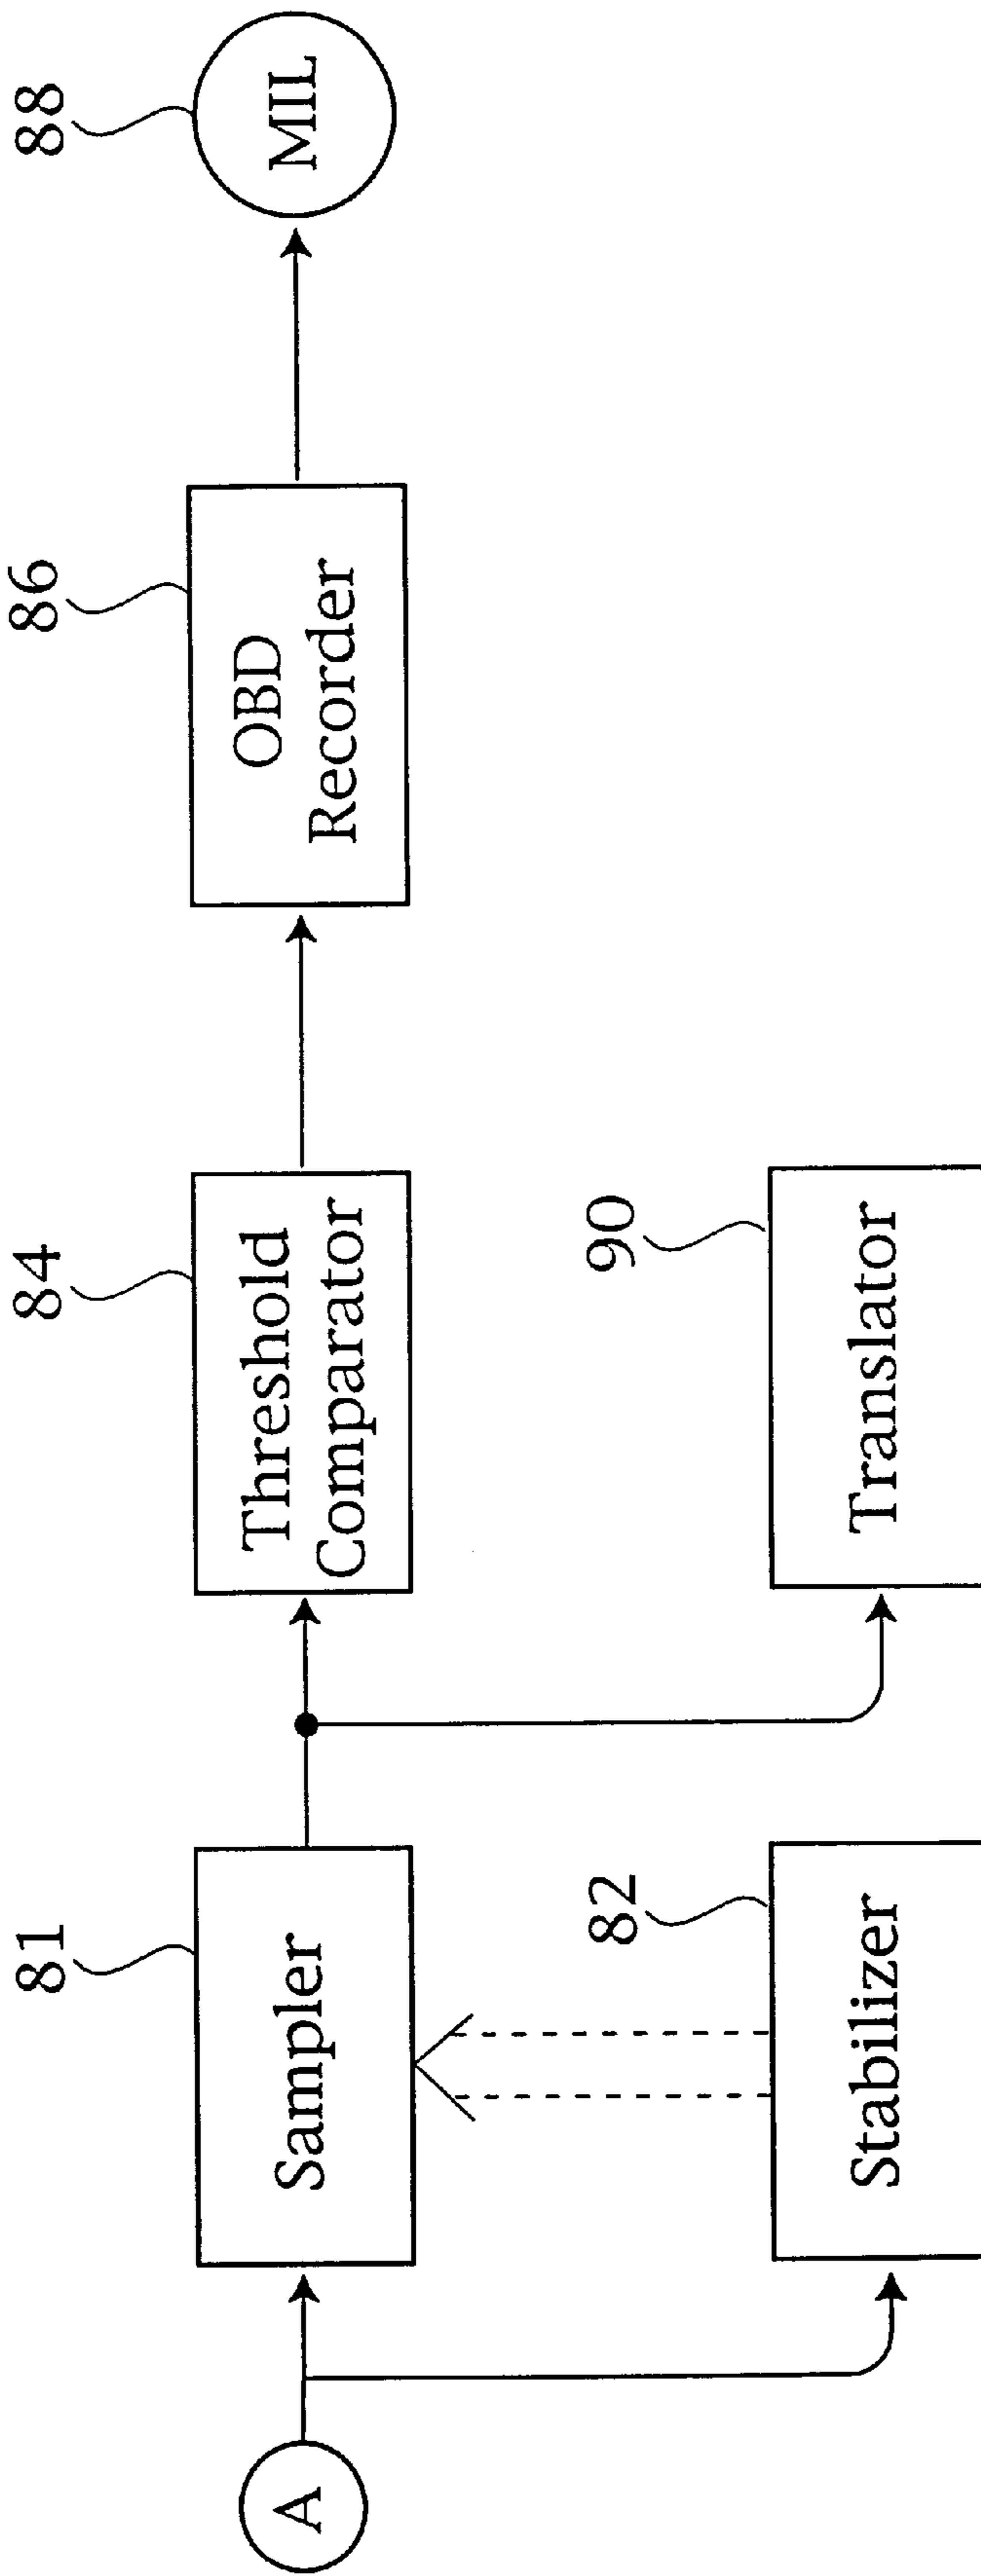 81
84
86
88
A
Sampler
Threshold
Comparator
OBD
Recorder
MIL
82
90
Stabilizer
Translator